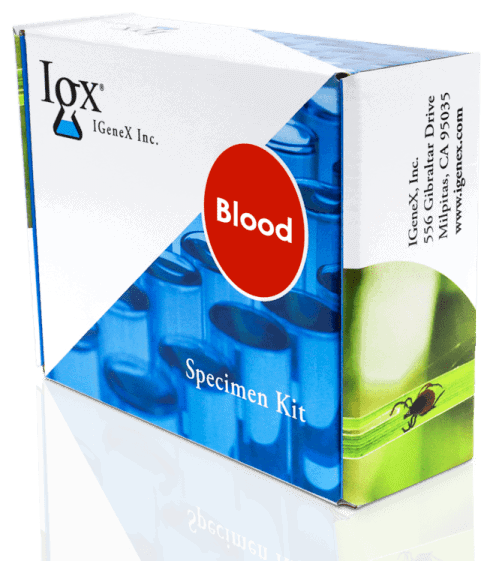 Igx®
IGeneX Inc.
Blood
Specimen Kit
IGeneX, Inc.
556 Gibraltar Drive
Milpitas, CA 95035
www.igenex.com